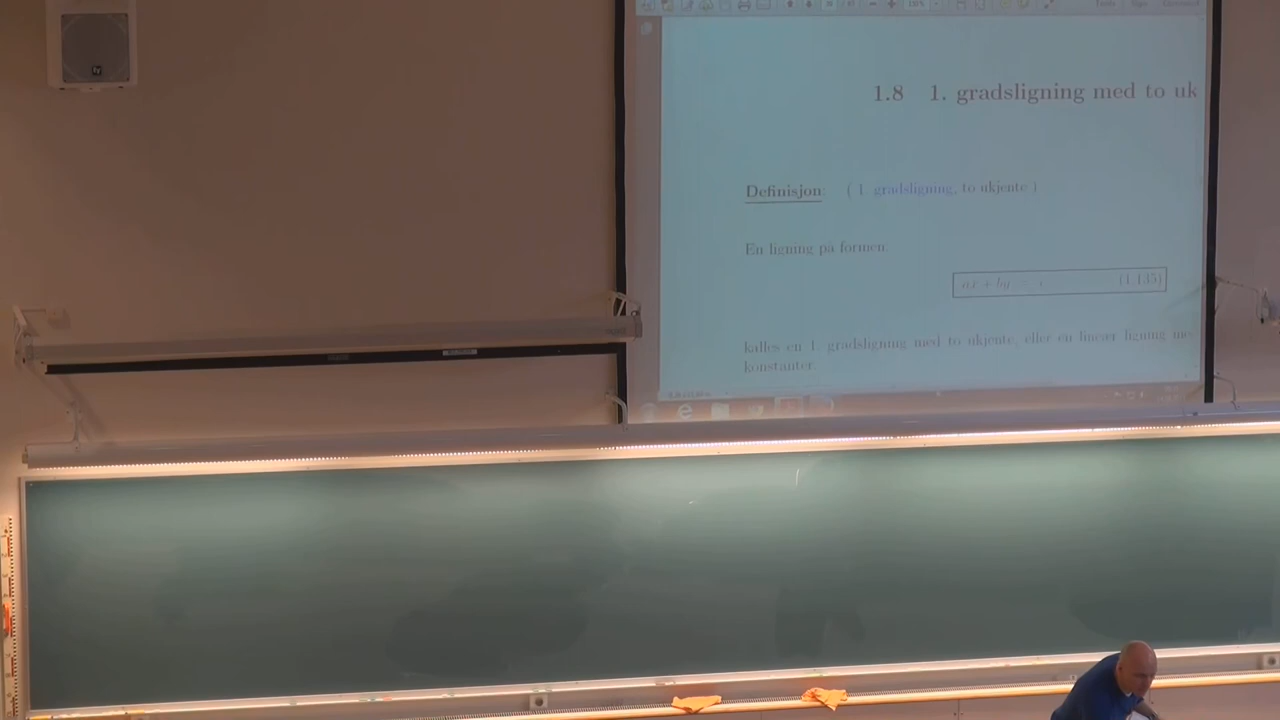 1.8 1. gradsligning med to uk
Definisjon ( 1. gradsligning, to ukjente )
En ligning på formen.
ax + by = c (1.135)
kalles en 1. gradsligning med to ukjente, eller en lineær ligning me
konstanter.